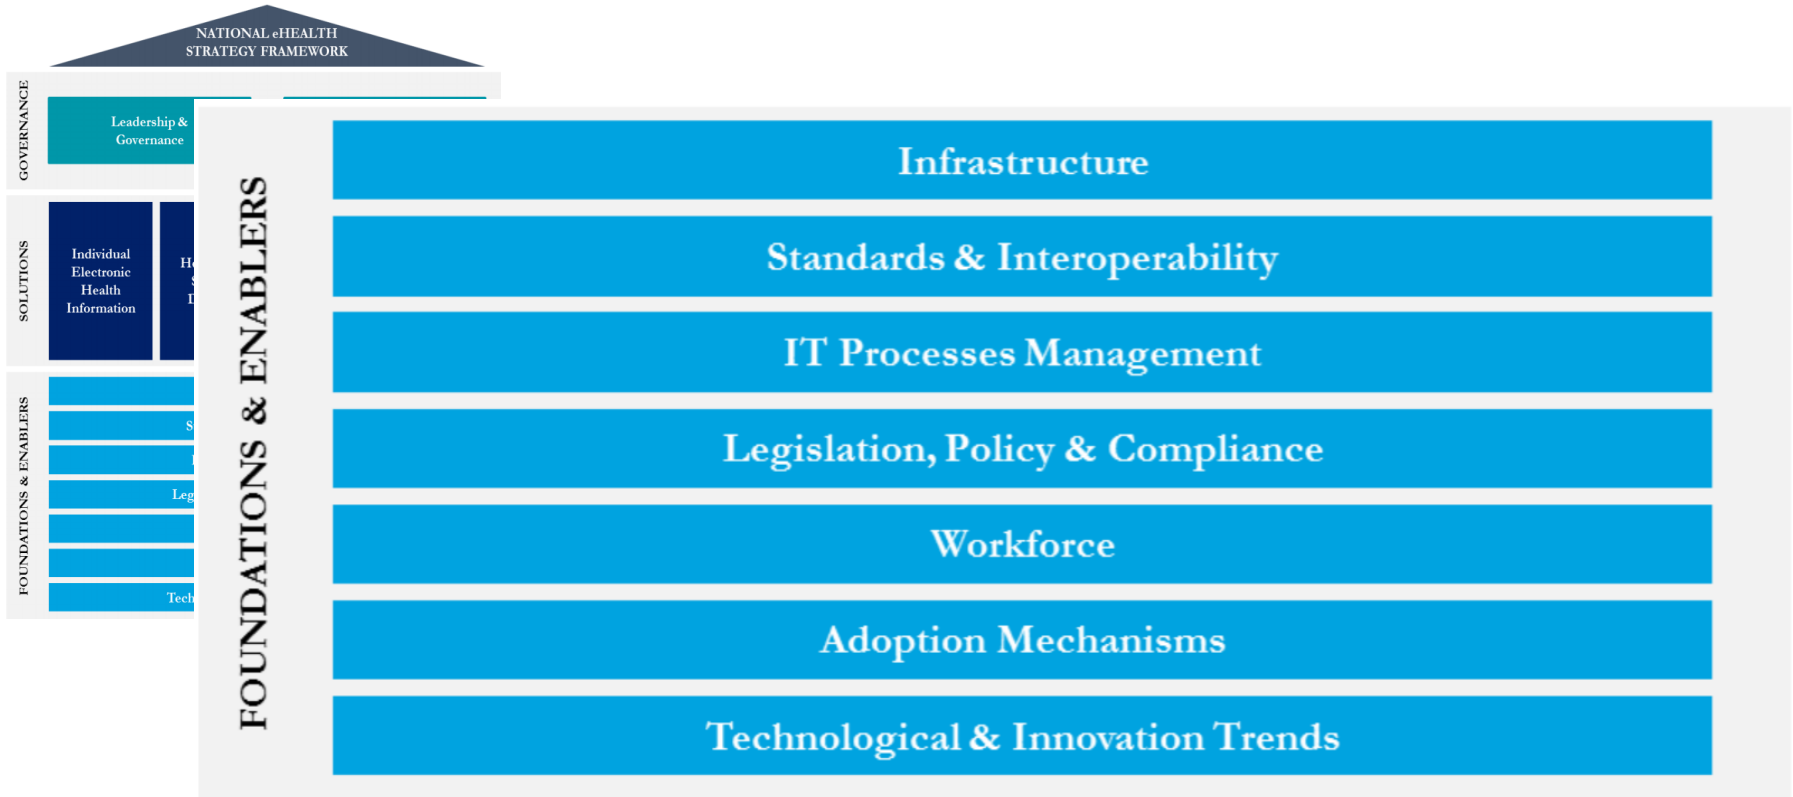 NATIONAL eHEALTH
STRATEGY FRAMEWORK
GOVERNANCE
Leadership &
Governance
SOLUTIONS
Individual
Electronic
Health
Information
FOUNDATIONS & ENABLERS
FOUNDATIONS & ENABLERS
Infrastructure
Standards & Interoperability
IT Processes Management
Legislation, Policy & Compliance
Workforce
Adoption Mechanisms
Technological & Innovation Trends